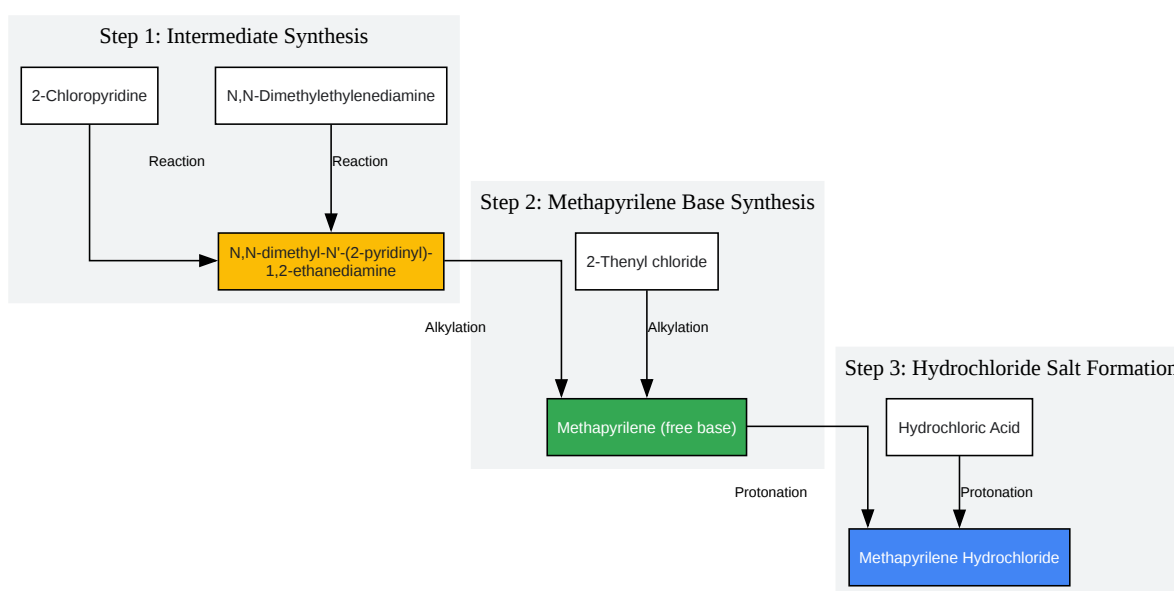 Step 1: Intermediate Synthesis
2-Chloropyridine
N,N-Dimethylethylenediamine
Reaction
Reaction
N,N-dimethyl-N'-(2-pyridinyl)-
1,2-ethanediamine
Step 2: Methapyrilene Base Synthesis
2-Thenyl chloride
Alkylation
Alkylation
Methapyrilene (free base)
Step 3: Hydrochloride Salt Formation
Hydrochloric Acid
Protonation
Protonation
Methapyrilene Hydrochloride